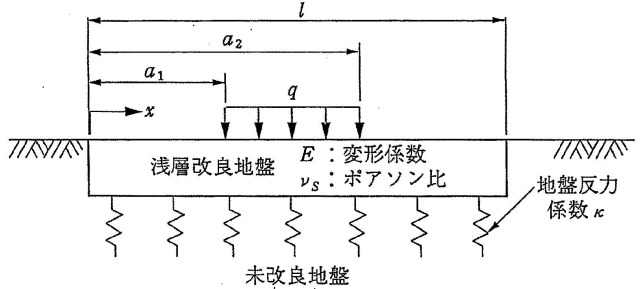 l
a₂
a₁
q
x
浅層改良地盤
E : 変形係数
νS : ポアソン比
地盤反力
係数 κ
未改良地盤